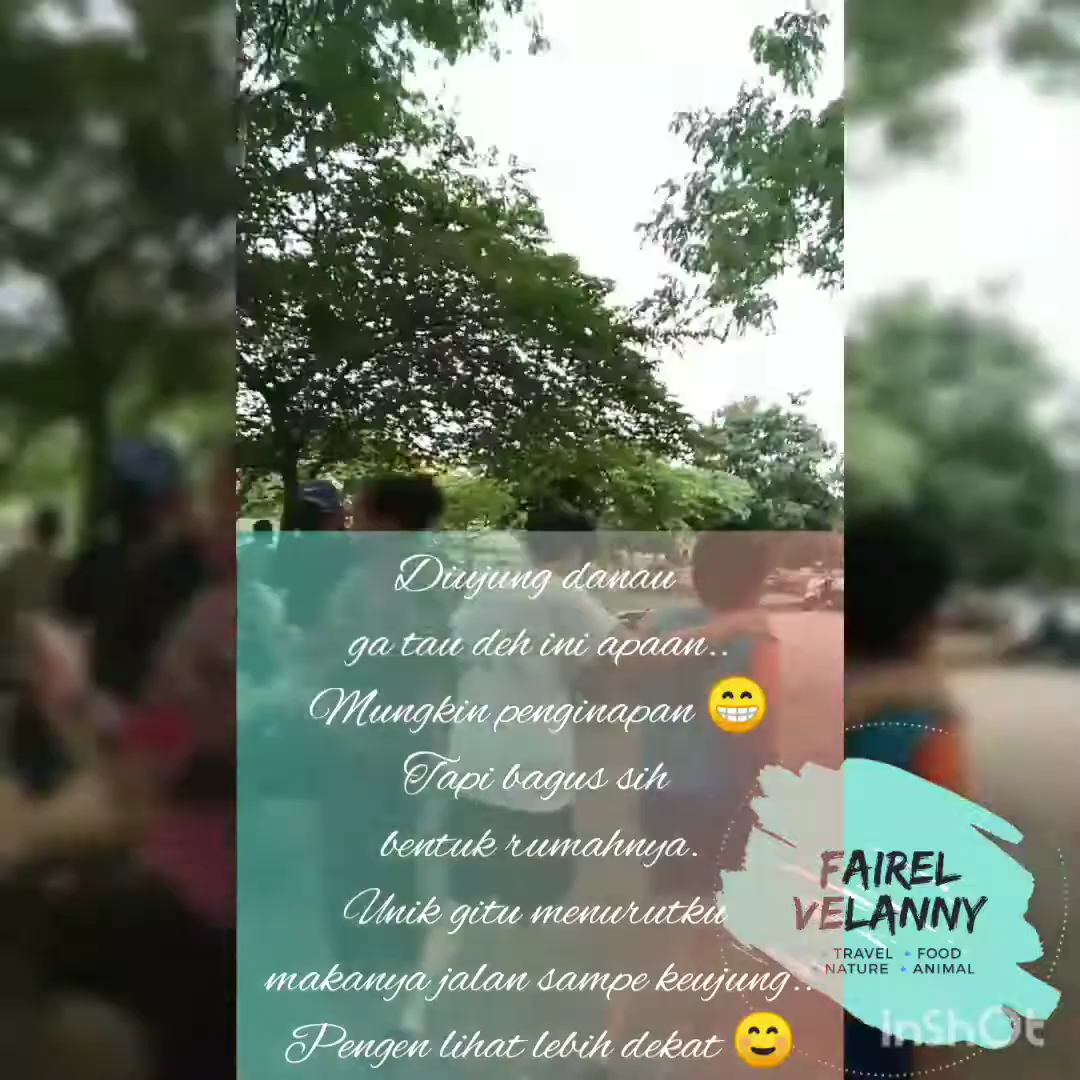 Diujung danau
ga tau deh ini apaan..
Mungkin penginapan 😁
Tapi bagus sih
bentuk rumahnya.
Unik gitu menurutku
makanya jalan sampe keujung..
Pengen lihat lebih dekat 😊
FAIREL
VELANNY
• TRAVEL • FOOD
• NATURE • ANIMAL
InShOt